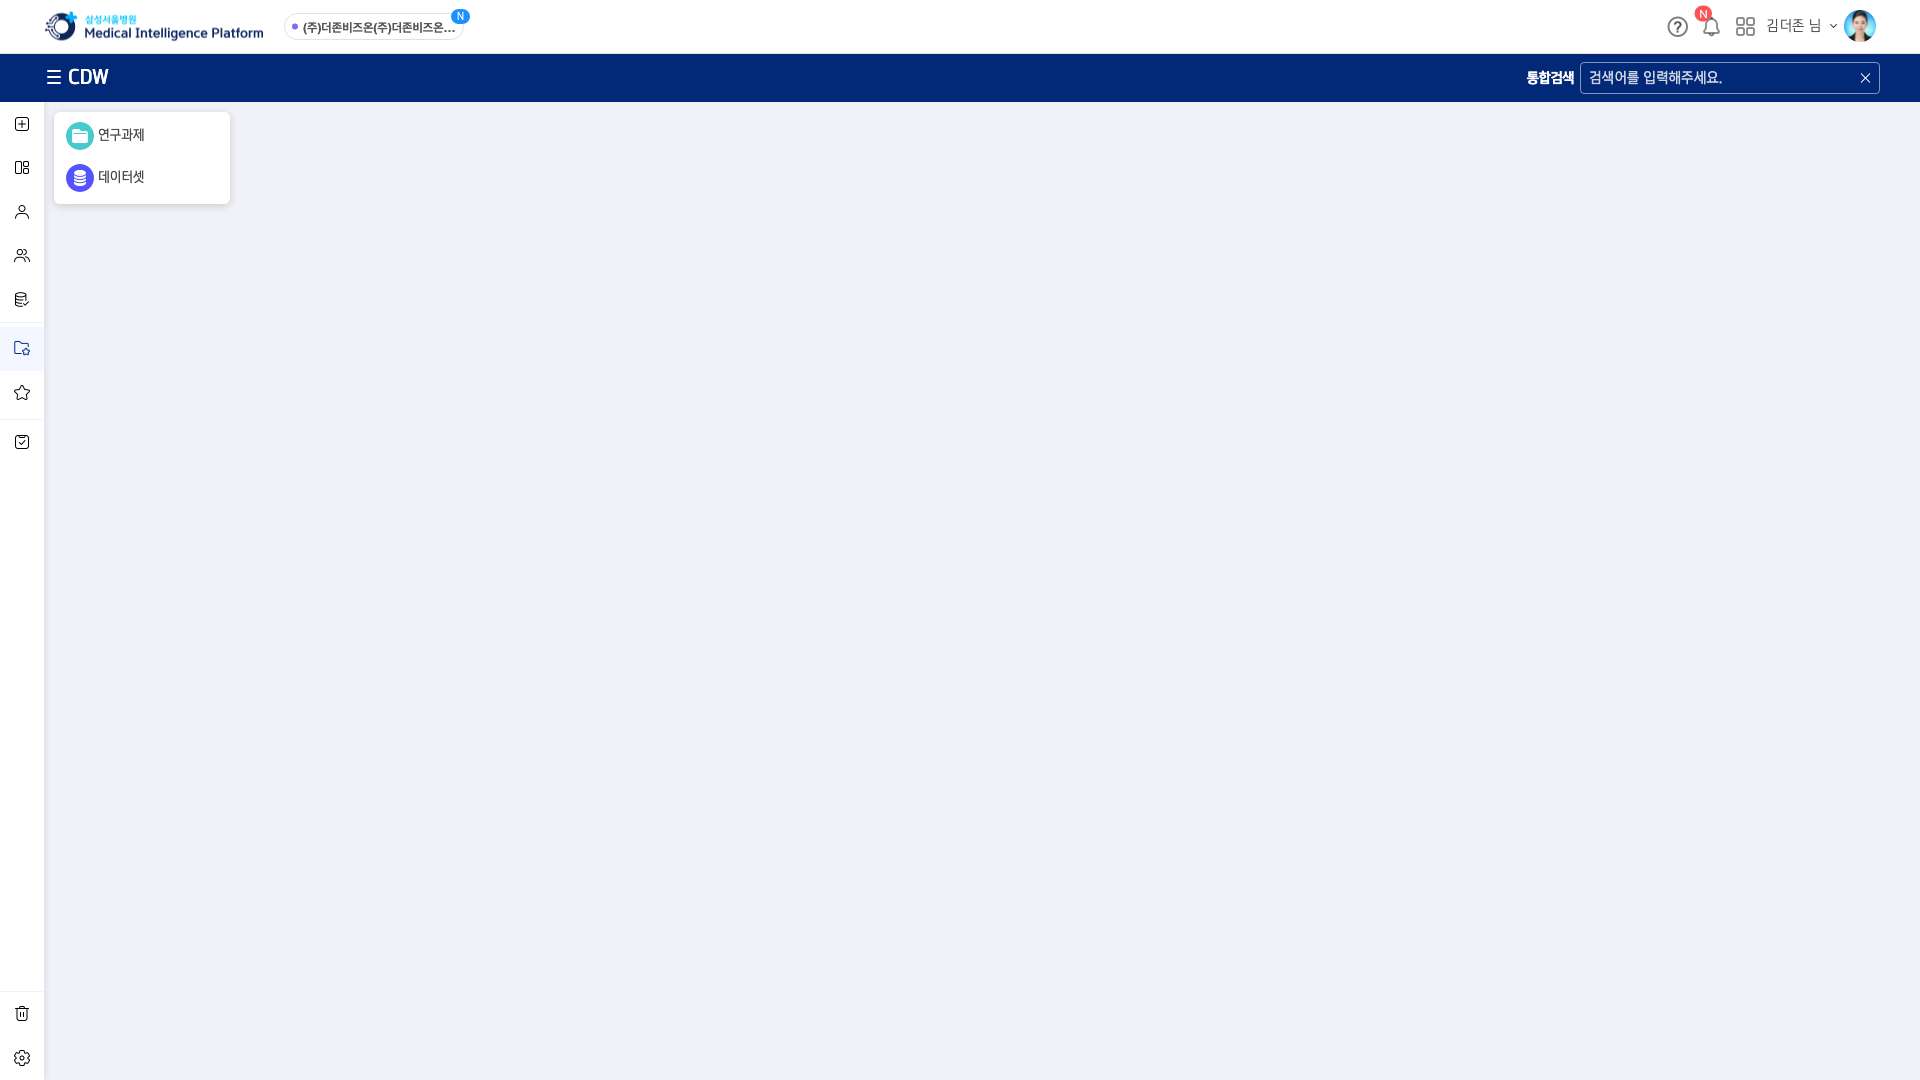 삼성서울병원
Medical Intelligence Platform
(주)더존비즈온(주)더존비즈온...
N
N
김더존 님
CDW
통합검색
검색어를 입력해주세요.
연구과제
데이터셋